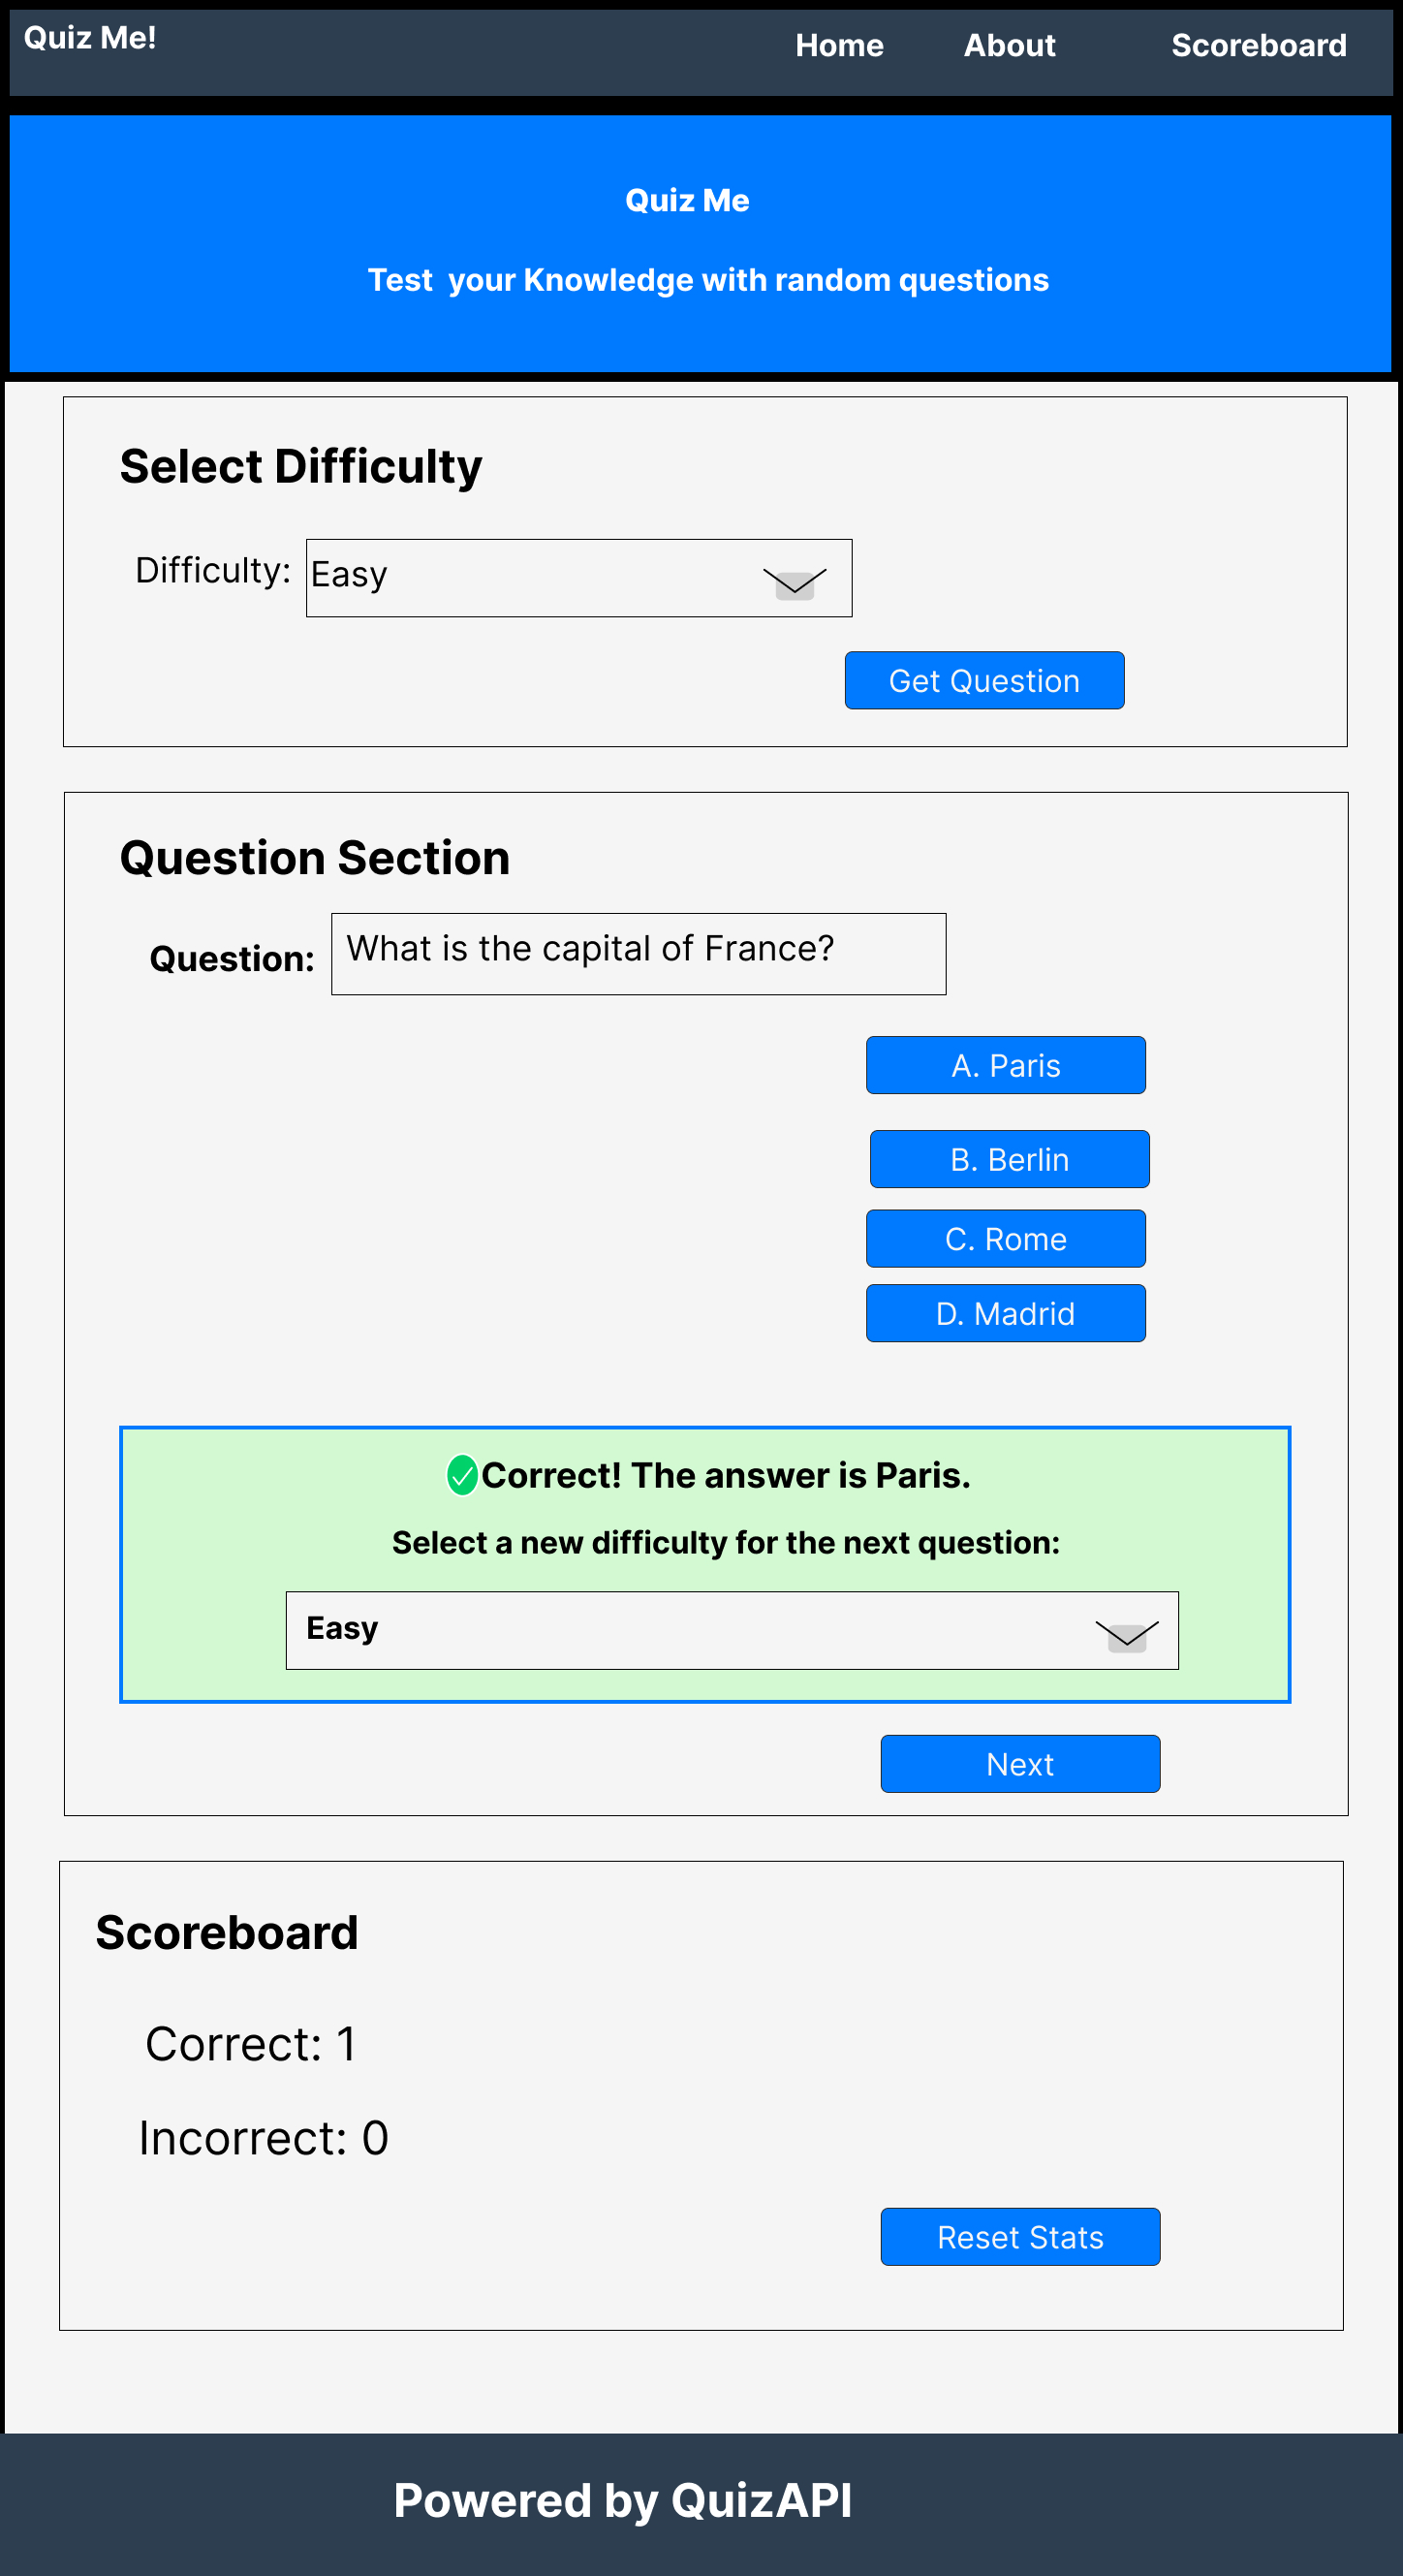 Quiz Me!
Home About Scoreboard
Quiz Me
Test your Knowledge with random questions
Select Difficulty
Difficulty: Easy
Get Question
Question Section
Question: What is the capital of France?
A. Paris
B. Berlin
C. Rome
D. Madrid
Correct! The answer is Paris.
Select a new difficulty for the next question:
Easy
Next
Scoreboard
Correct: 1
Incorrect: 0
Reset Stats
Powered by QuizAPI